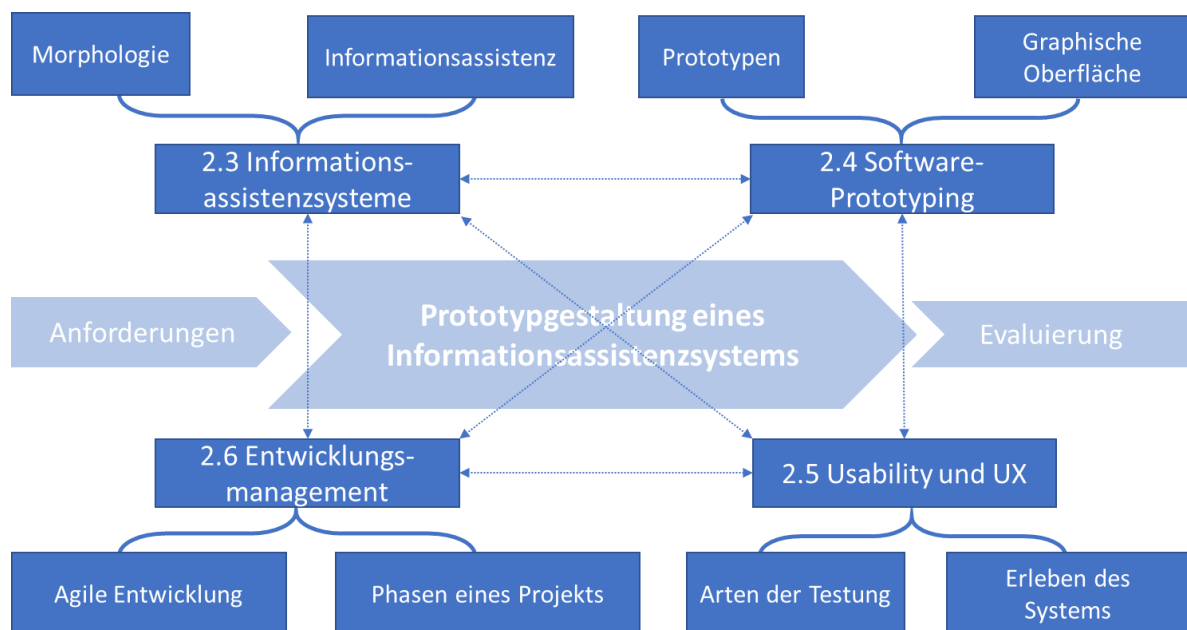 Morphologie
Informationsassistenz
Prototypen
Graphische
Oberfläche
2.3 Informations-
assistenzsysteme
2.4 Software-
Prototyping
Anforderungen
Prototypgestaltung eines
Informationsassistenzsystems
Evaluierung
2.6 Entwicklungs-
management
2.5 Usability und UX
Agile Entwicklung
Phasen eines Projekts
Arten der Testung
Erleben des
Systems